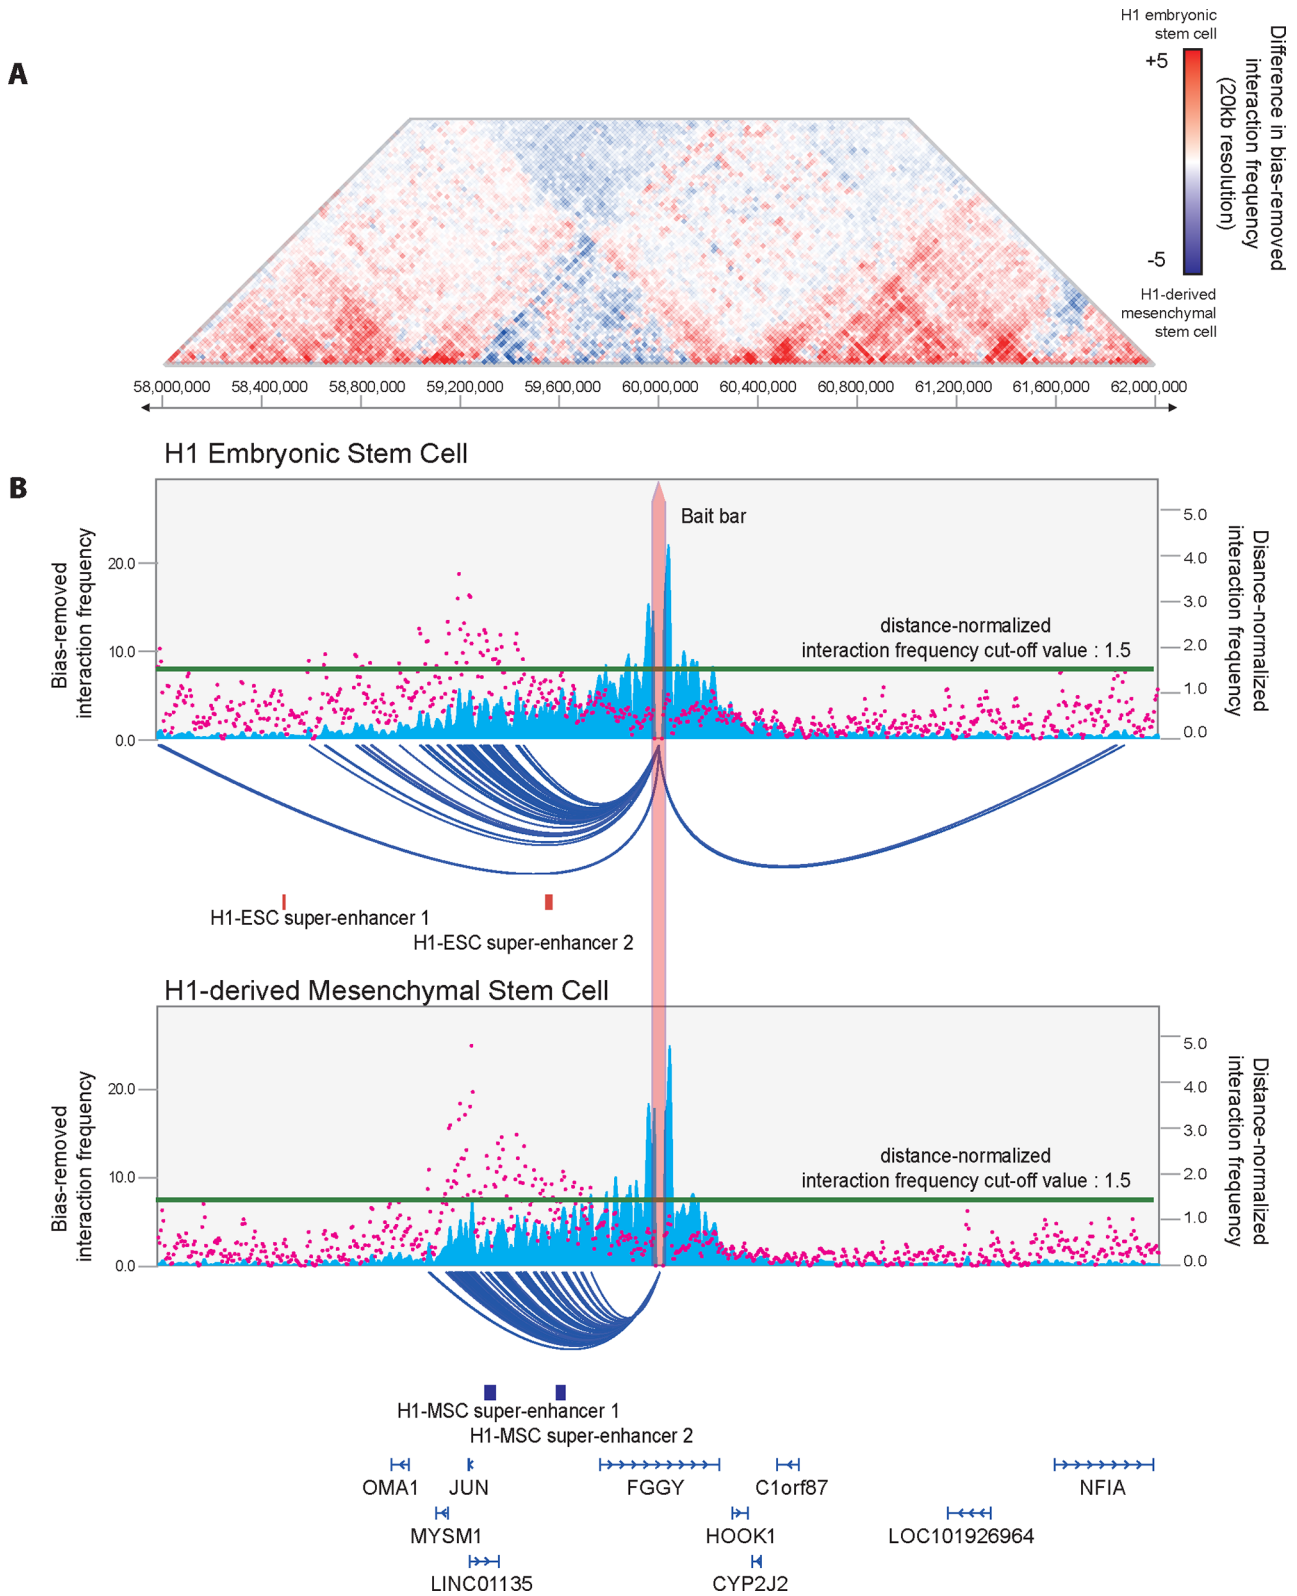 H1 embryonic
stem cell
A
+5
-5
H1-derived
mesenchymal
stem cell
Difference in bias-removed
interaction frequency
(20kb resolution)
58,000,000 58,400,000 58,800,000 59,200,000 59,600,000 60,000,000 60,400,000 60,800,000 61,200,000 61,600,000 62,000,000
H1 Embryonic Stem Cell
B
Bias-removed
interaction frequency
20.0
10.0
0.0
Bait bar
distance-normalized
interaction frequency cut-off value : 1.5
5.0
4.0
3.0
2.0
1.0
0.0
Disance-normalized
interaction frequency
H1-ESC super-enhancer 1
H1-ESC super-enhancer 2
H1-derived Mesenchymal Stem Cell
Bias-removed
interaction frequency
20.0
10.0
0.0
distance-normalized
interaction frequency cut-off value : 1.5
5.0
4.0
3.0
2.0
1.0
0.0
Distance-normalized
interaction frequency
H1-MSC super-enhancer 1
H1-MSC super-enhancer 2
OMA1 JUN FGGY C1orf87 NFIA
MYSM1 HOOK1 LOC101926964
LINC01135 CYP2J2